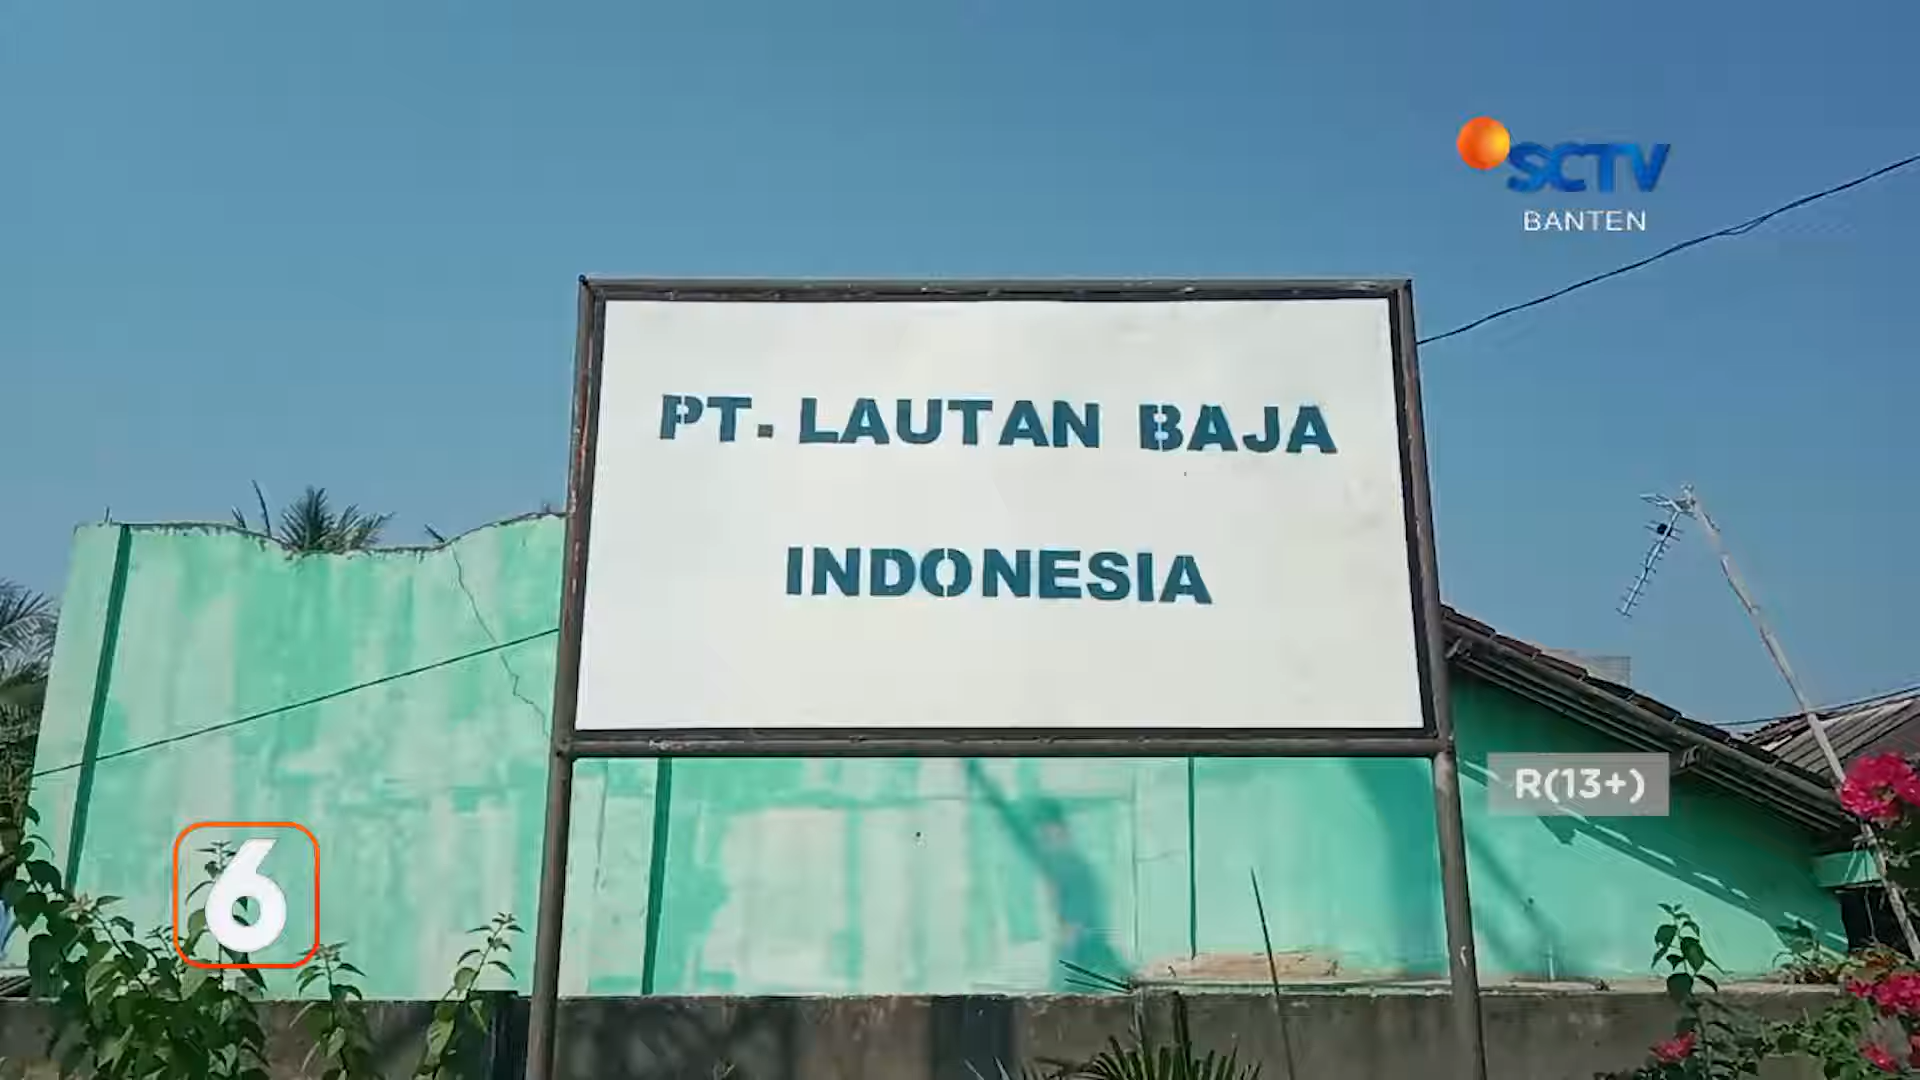 SCTV
BANTEN
PT. LAUTAN BAJA
INDONESIA
R(13+)
6